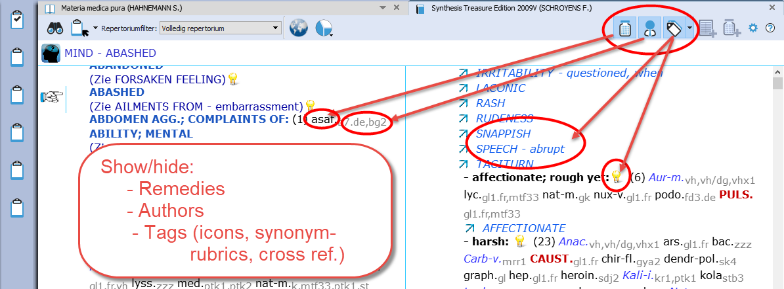 Materia medica pura (HAHNEMANN S.)
Synthesis Treasure Edition 2009V (SCHROYENS F.)
Repertoriumfilter: Volledig repertorium
MIND - ABASHED
ABANDONED
(Zie FORSAKEN FEELING)
ABASHED
(Zie AILMENTS FROM - embarrassment)
ABDOMEN AGG.; COMPLAINTS OF: (1) asaf.
7.de,bg2
ABILITY; MENTAL
Show/hide:
- Remedies
- Authors
- Tags (icons, synonym-
rubrics, cross ref.)
gl1.fr,vh lyss.zzz med.ptk1,ptk2 nat-m.k,mtf33,ptk1,st
IRRITABILITY - questioned, when
LACONIC
RASH
RUDENESS
SNAPPISH
SPEECH - abrupt
TACITURN
- affectionate; rough yet: (6) Aur-m.vh,vh/dg,vhx1
lyc.gl1.fr,mtf33 nat-m.gk nux-v.gl1.fr podo.fd3.de PULS.
gl1.fr,mtf33
AFFECTIONATE
- harsh: (23) Anac.vh,vh/dg,vhx1 ars.gl1.fr bac.zzz
Carb-v.mrr1 CAUST.gl1.fr chir-fl.gya2 dendr-pol.sk4
graph.gl hep.gl1.fr heroin.sdj2 Kali-i.kr1,ptk1 kola.stb3